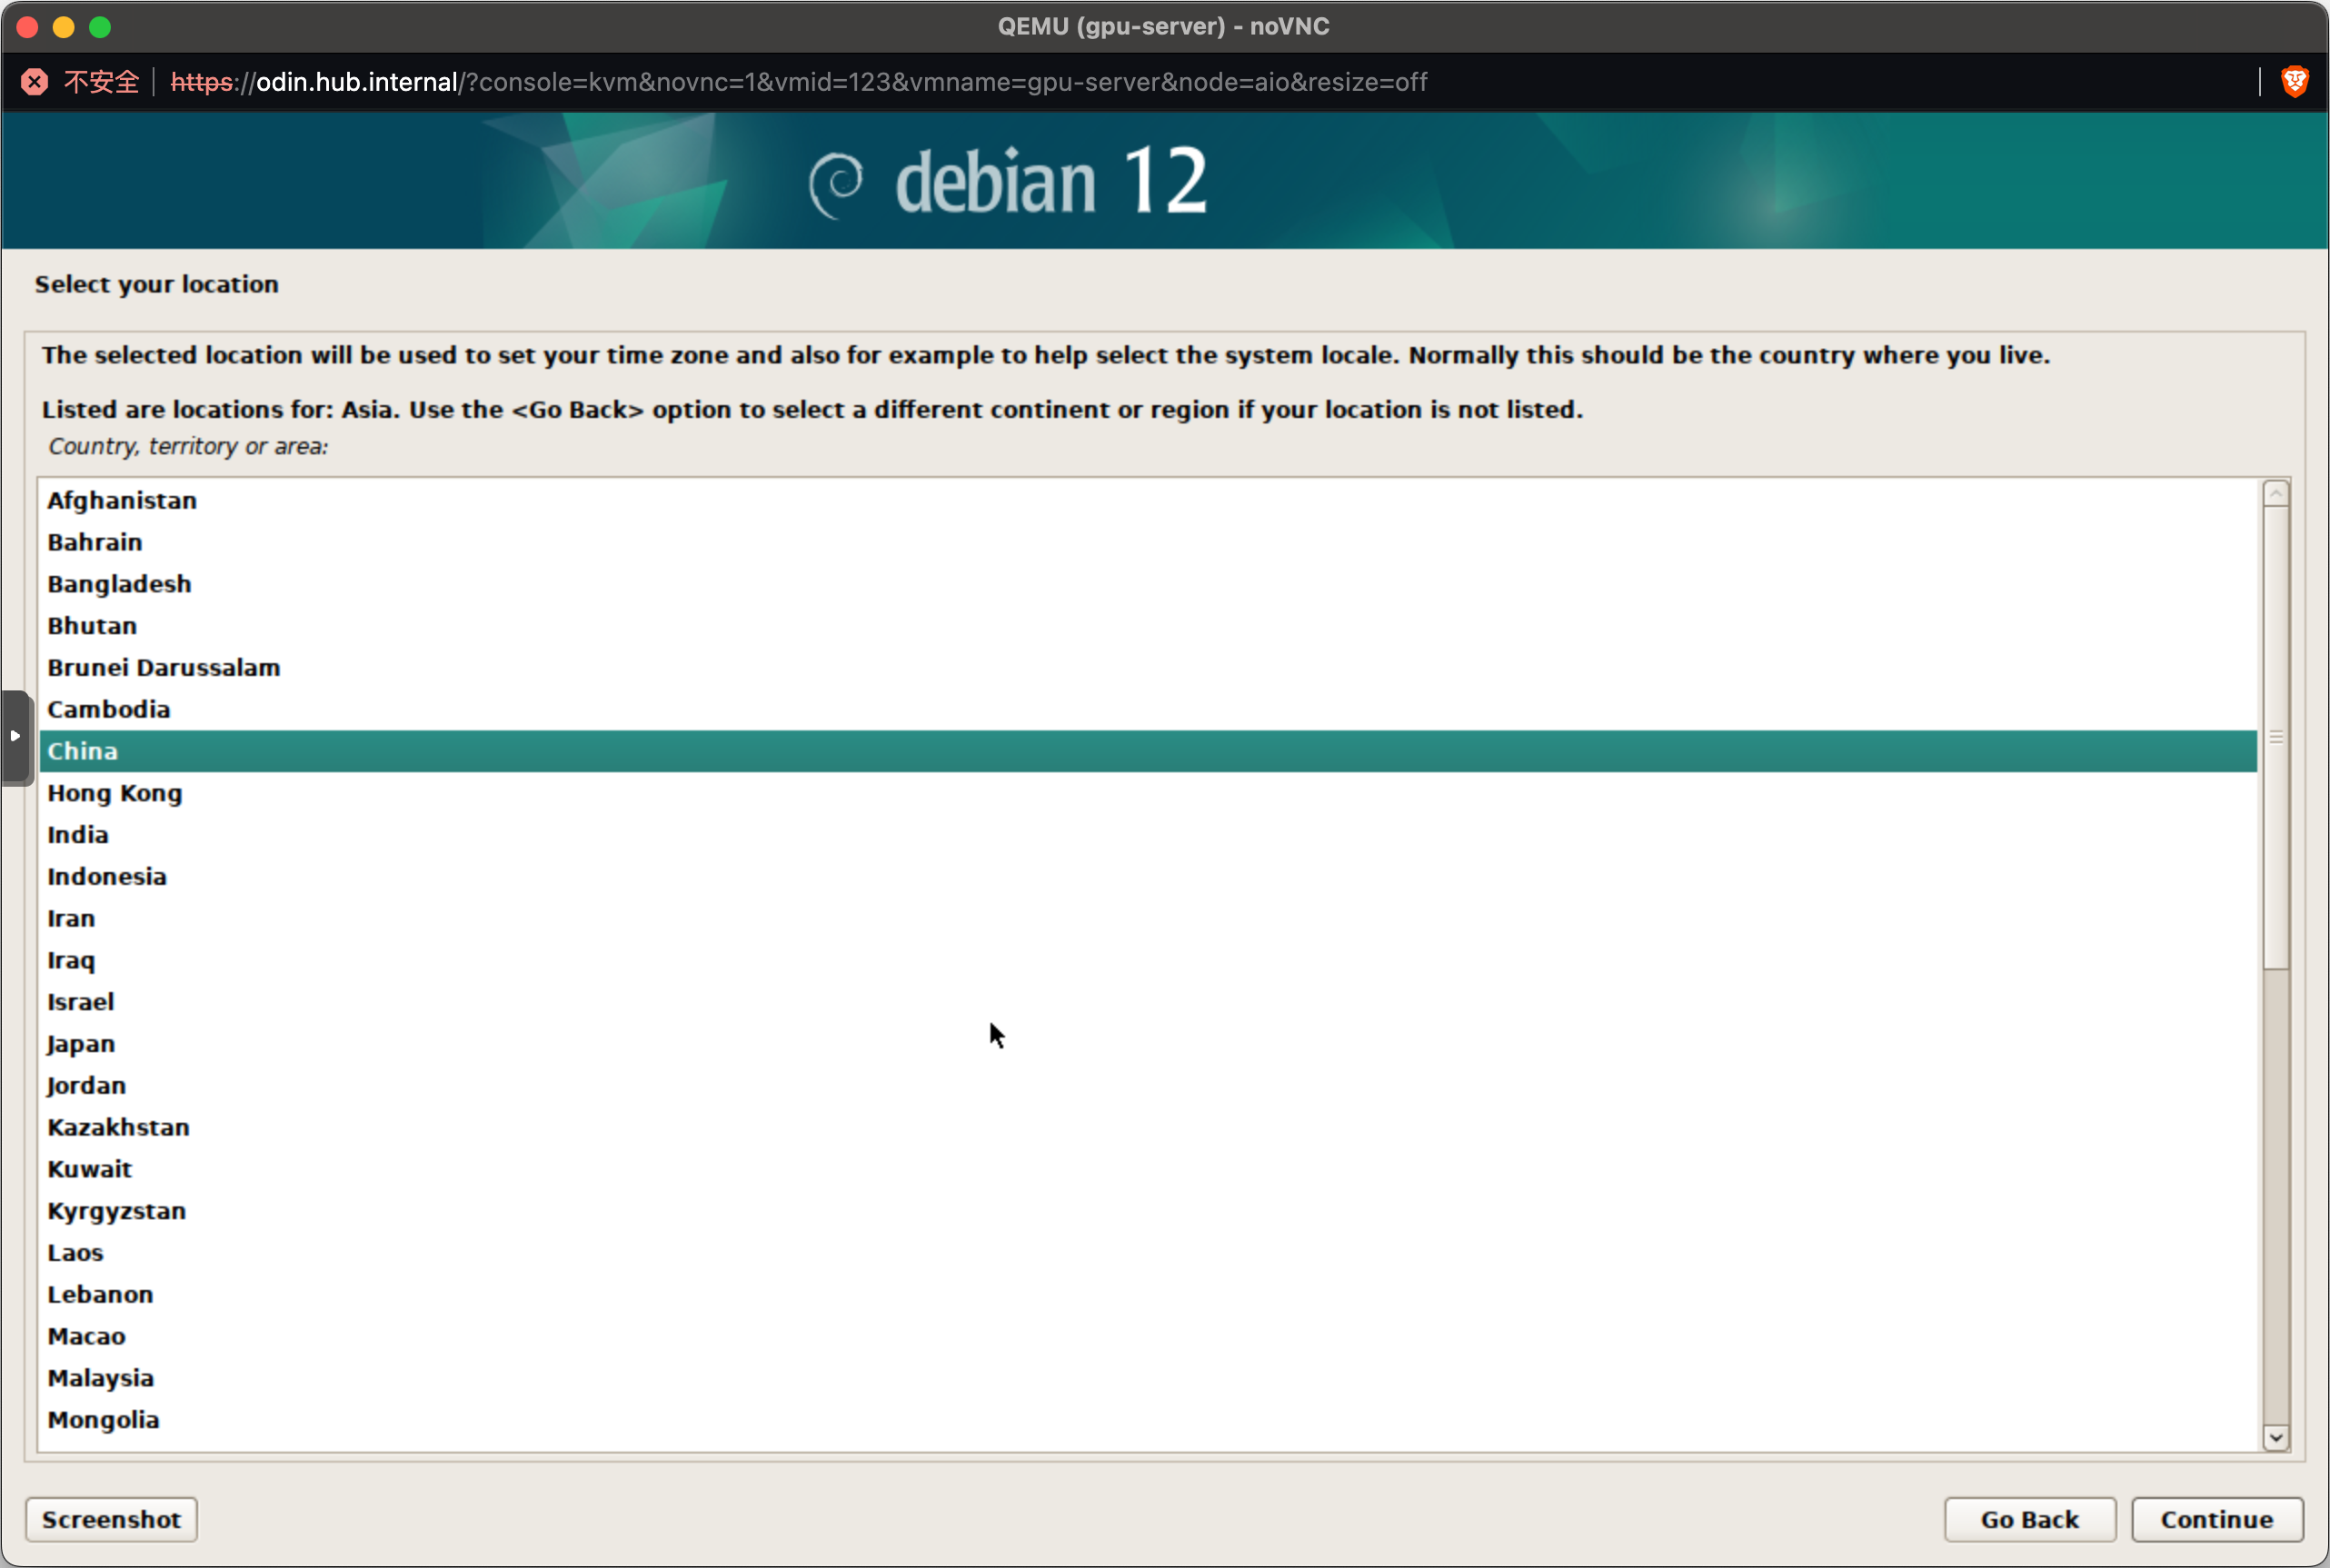 QEMU (gpu-server) - noVNC
不安全 https://odin.hub.internal/?console=kvm&novnc=1&vmid=123&vmname=gpu-server&node=aio&resize=off
debian 12
Select your location
The selected location will be used to set your time zone and also for example to help select the system locale. Normally this should be the country where you live.
Listed are locations for: Asia. Use the <Go Back> option to select a different continent or region if your location is not listed.
Country, territory or area:
Afghanistan
Bahrain
Bangladesh
Bhutan
Brunei Darussalam
Cambodia
China
Hong Kong
India
Indonesia
Iran
Iraq
Israel
Japan
Jordan
Kazakhstan
Kuwait
Kyrgyzstan
Laos
Lebanon
Macao
Malaysia
Mongolia
Screenshot
Go Back
Continue